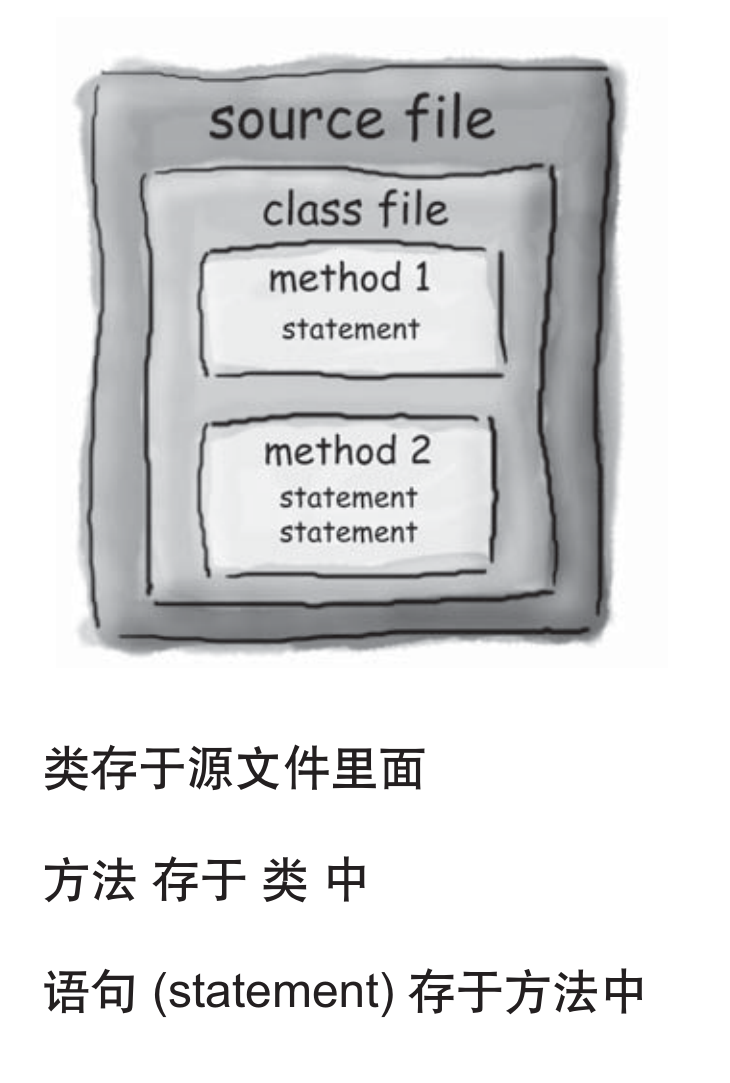 source file
class file
method 1
statement
method 2
statement
statement
类存于源文件里面
方法 存于 类 中
语句 (statement) 存于方法中